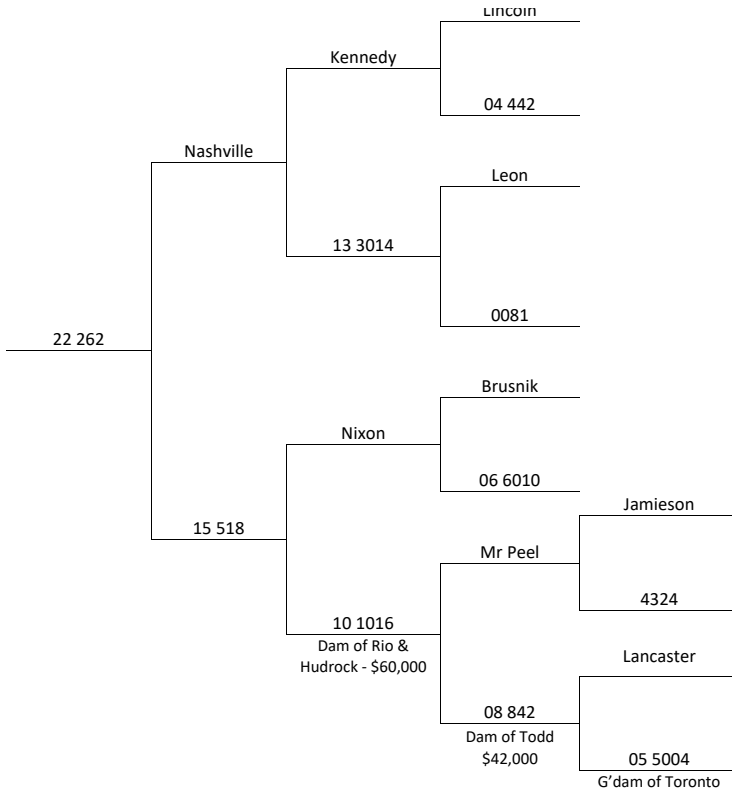 Lincoln
Kennedy
04 442
Nashville
Leon
13 3014
0081
22 262
Brusnik
Nixon
06 6010
Jamieson
15 518
Mr Peel
4324
10 1016
Dam of Rio &
Hudrock - $60,000
Lancaster
08 842
Dam of Todd
$42,000
05 5004
G'dam of Toronto